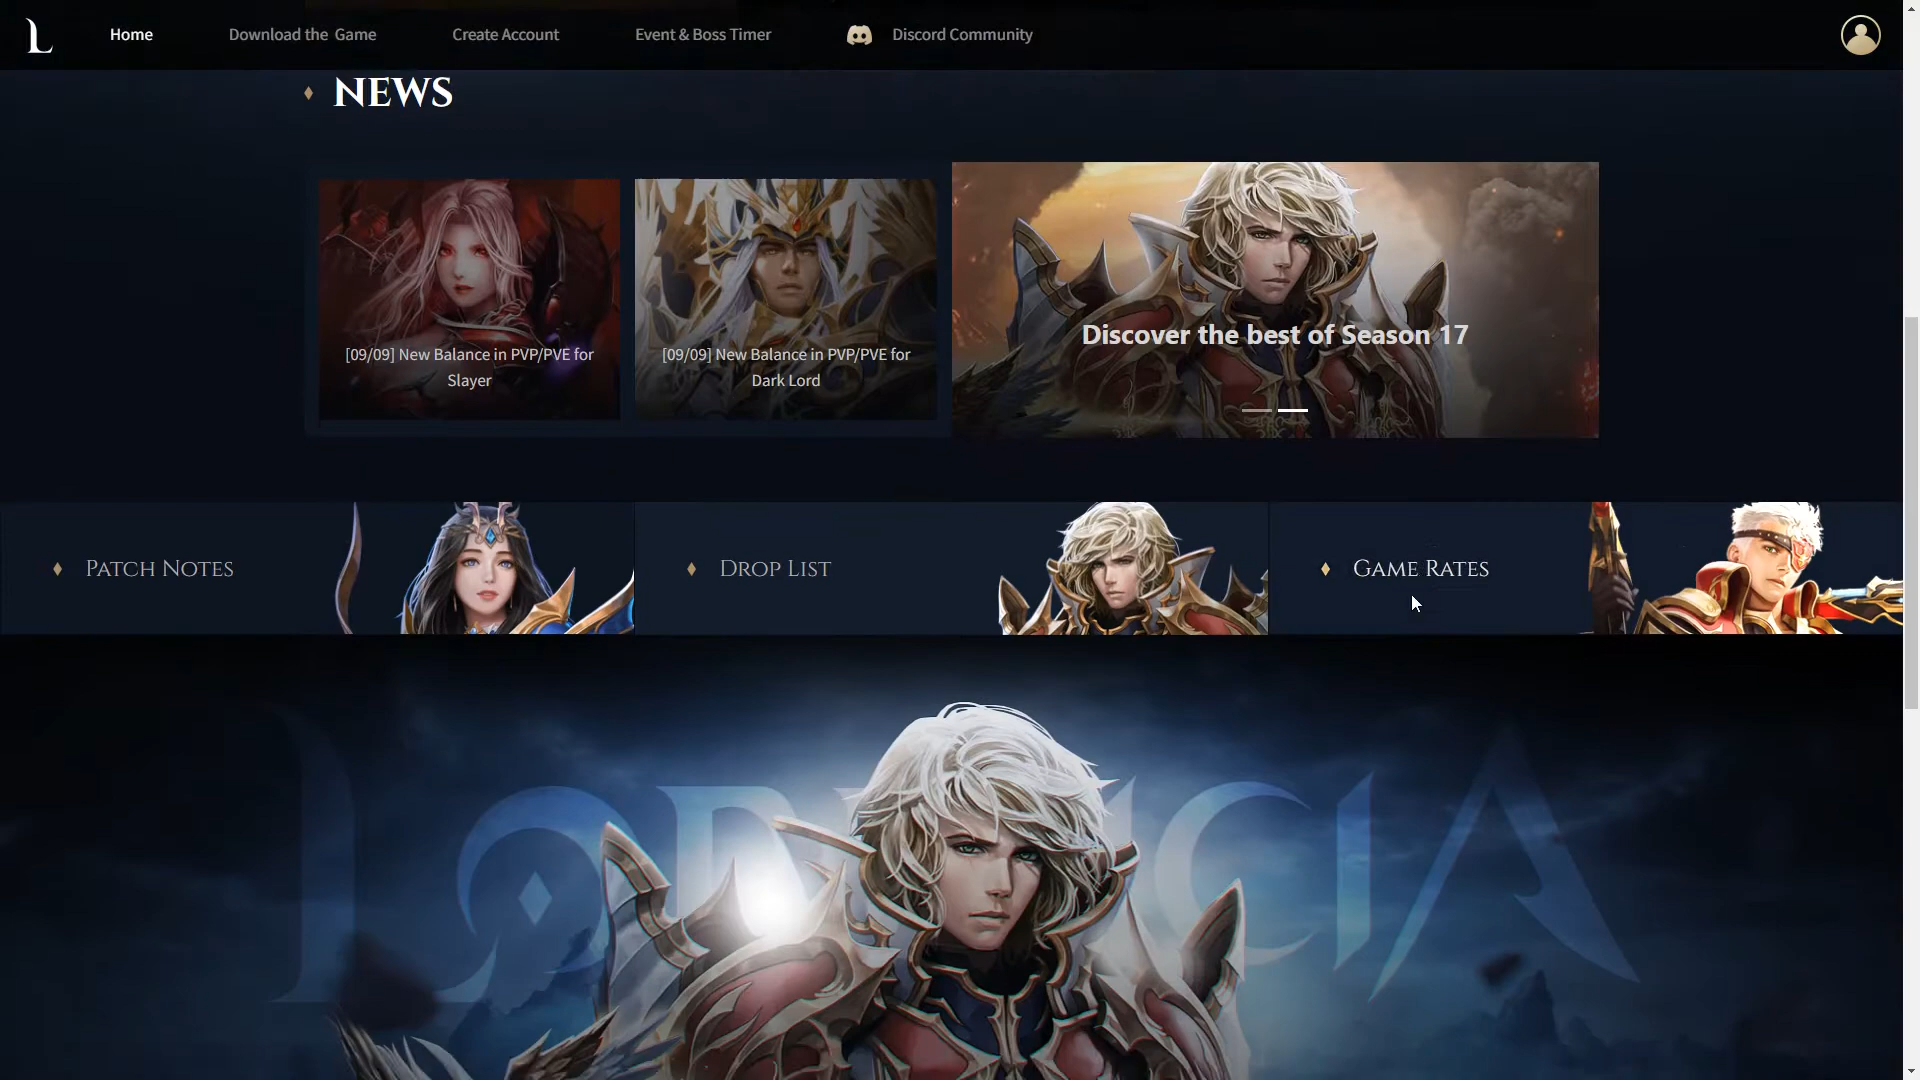 L
Home
Download the Game
Create Account
Event & Boss Timer
Discord Community
NEWS
[09/09] New Balance in PVP/PVE for
Slayer
[09/09] New Balance in PVP/PVE for
Dark Lord
Discover the best of Season 17
PATCH NOTES
DROP LIST
GAME RATES